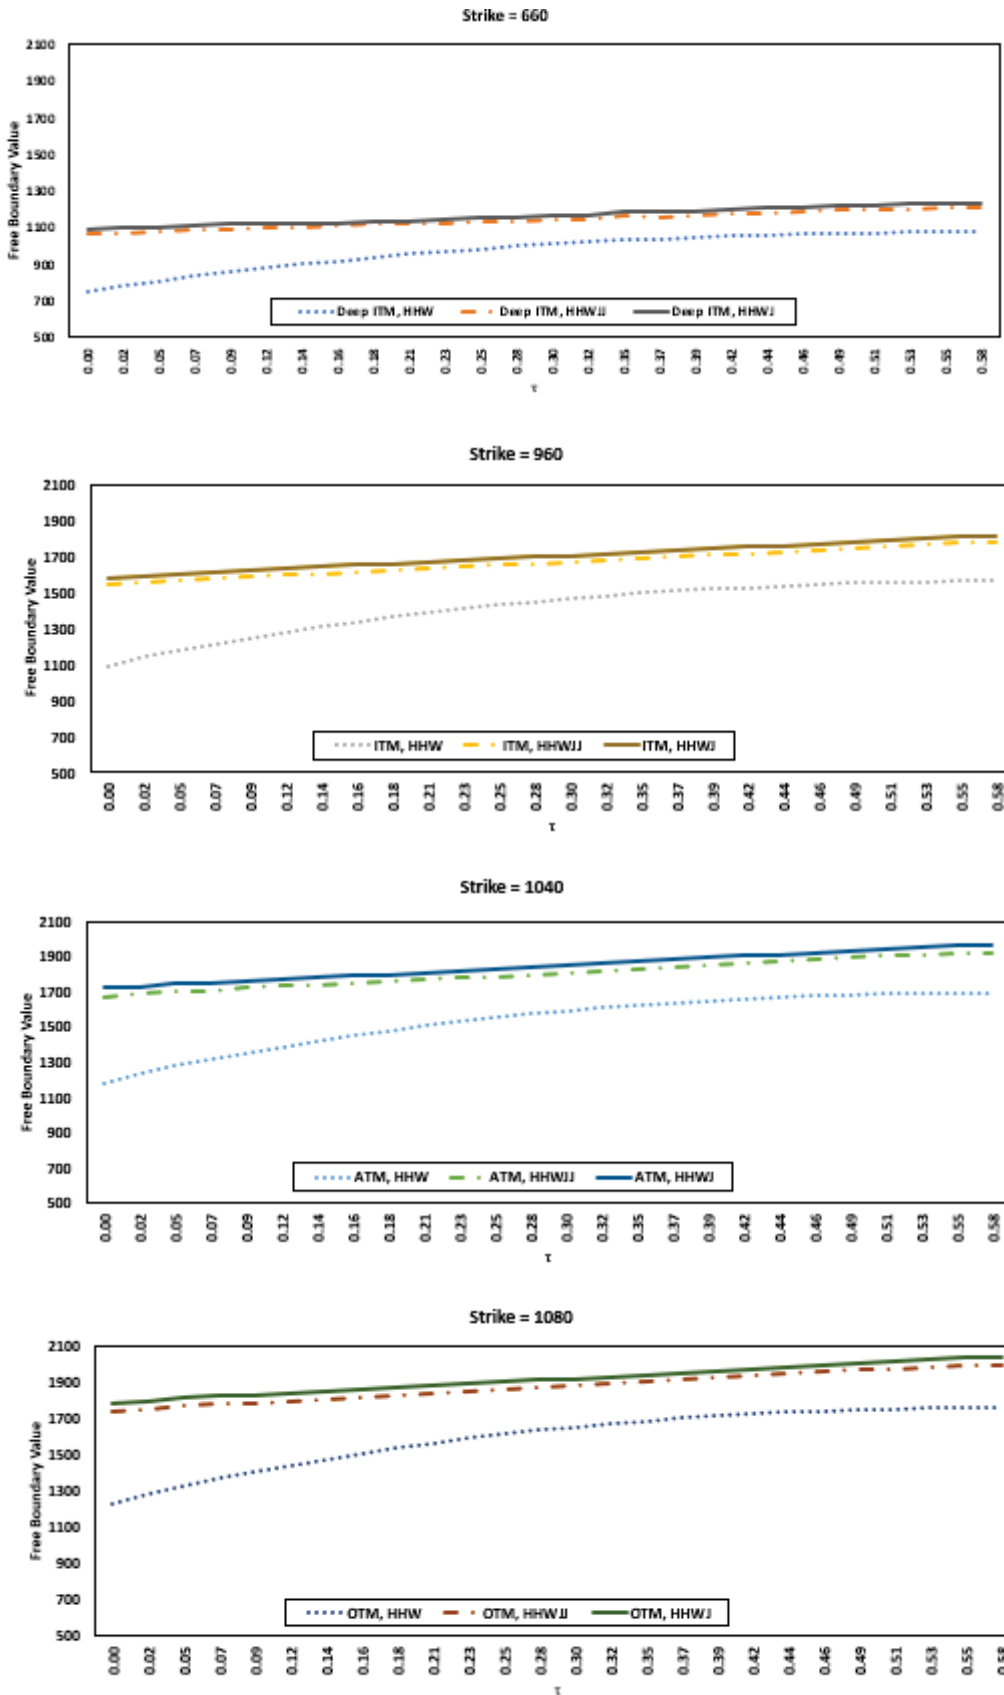 Strike = 660
2100
1900
1700
1500
1300
1100
900
700
500
Free Boundary Value
Deep ITM, HHW Deep ITM, HHWJJ Deep ITM, HHWJ
0.00 0.02 0.05 0.07 0.09 0.12 0.14 0.16 0.18 0.21 0.23 0.25 0.28 0.30 0.32 0.35 0.37 0.39 0.42 0.44 0.46 0.49 0.51 0.53 0.55 0.58
τ
Strike = 960
2100
1900
1700
1500
1300
1100
900
700
500
Free Boundary Value
ITM, HHW ITM, HHWJJ ITM, HHWJ
0.00 0.02 0.05 0.07 0.09 0.12 0.14 0.16 0.18 0.21 0.23 0.25 0.28 0.30 0.32 0.35 0.37 0.39 0.42 0.44 0.46 0.49 0.51 0.53 0.55 0.58
τ
Strike = 1040
2100
1900
1700
1500
1300
1100
900
700
500
Free Boundary Value
ATM, HHW ATM, HHWJJ ATM, HHWJ
0.00 0.02 0.05 0.07 0.09 0.12 0.14 0.16 0.18 0.21 0.23 0.25 0.28 0.30 0.32 0.35 0.37 0.39 0.42 0.44 0.46 0.49 0.51 0.53 0.55 0.58
τ
Strike = 1080
2100
1900
1700
1500
1300
1100
900
700
500
Free Boundary Value
OTM, HHW OTM, HHWJJ OTM, HHWJ
0.00 0.02 0.05 0.07 0.09 0.12 0.14 0.16 0.18 0.21 0.23 0.25 0.28 0.30 0.32 0.35 0.37 0.39 0.42 0.44 0.46 0.49 0.51 0.53 0.55 0.58
τ